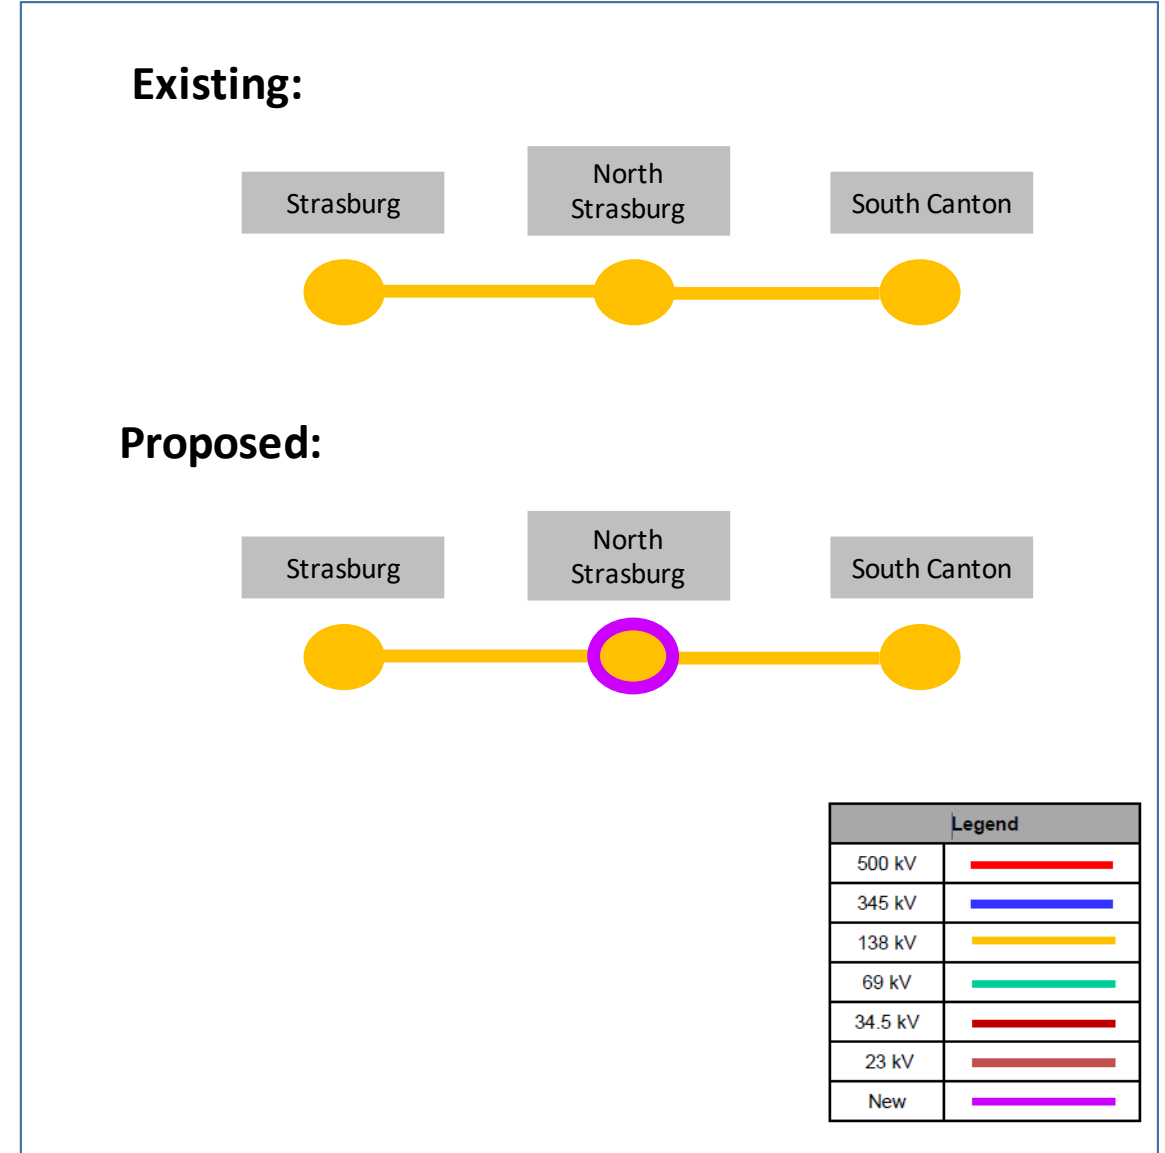 Existing:
Strasburg
North
Strasburg
South Canton
Proposed:
Strasburg
North
Strasburg
South Canton
Legend
500 kV
345 kV
138 kV
69 kV
34.5 kV
23 kV
New